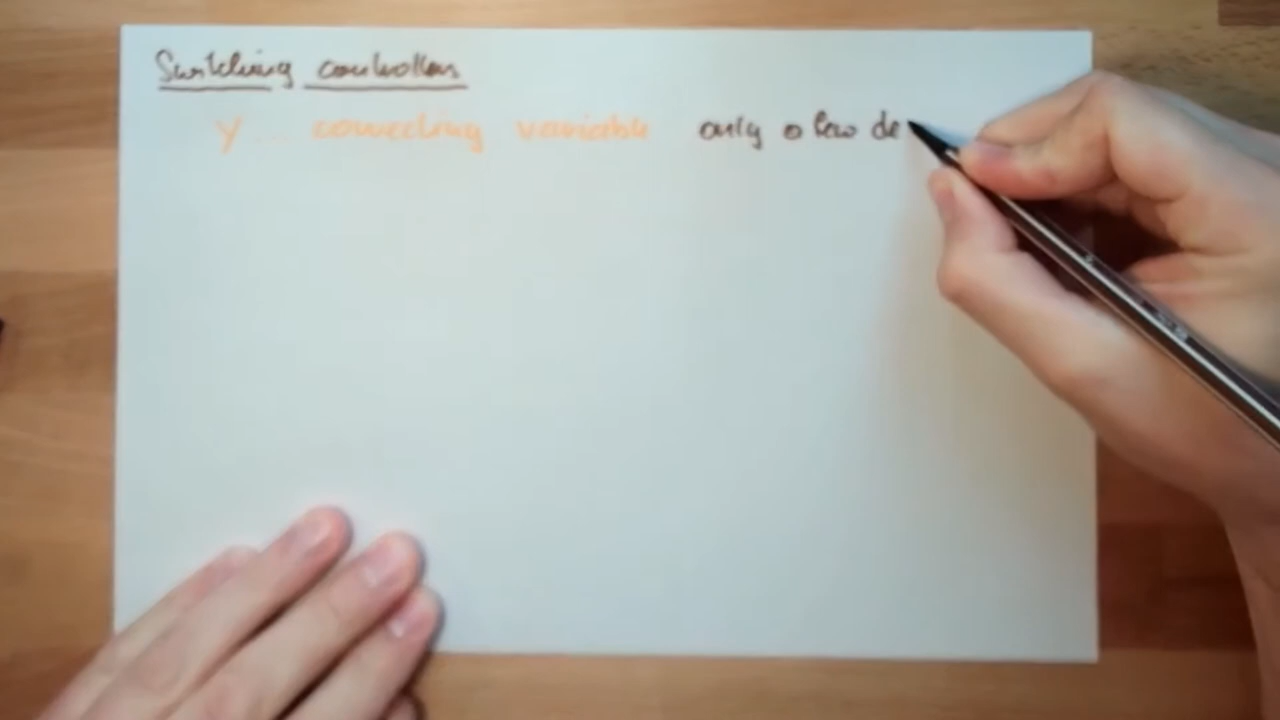 Switching controllers
y ... correcting variable only a few de